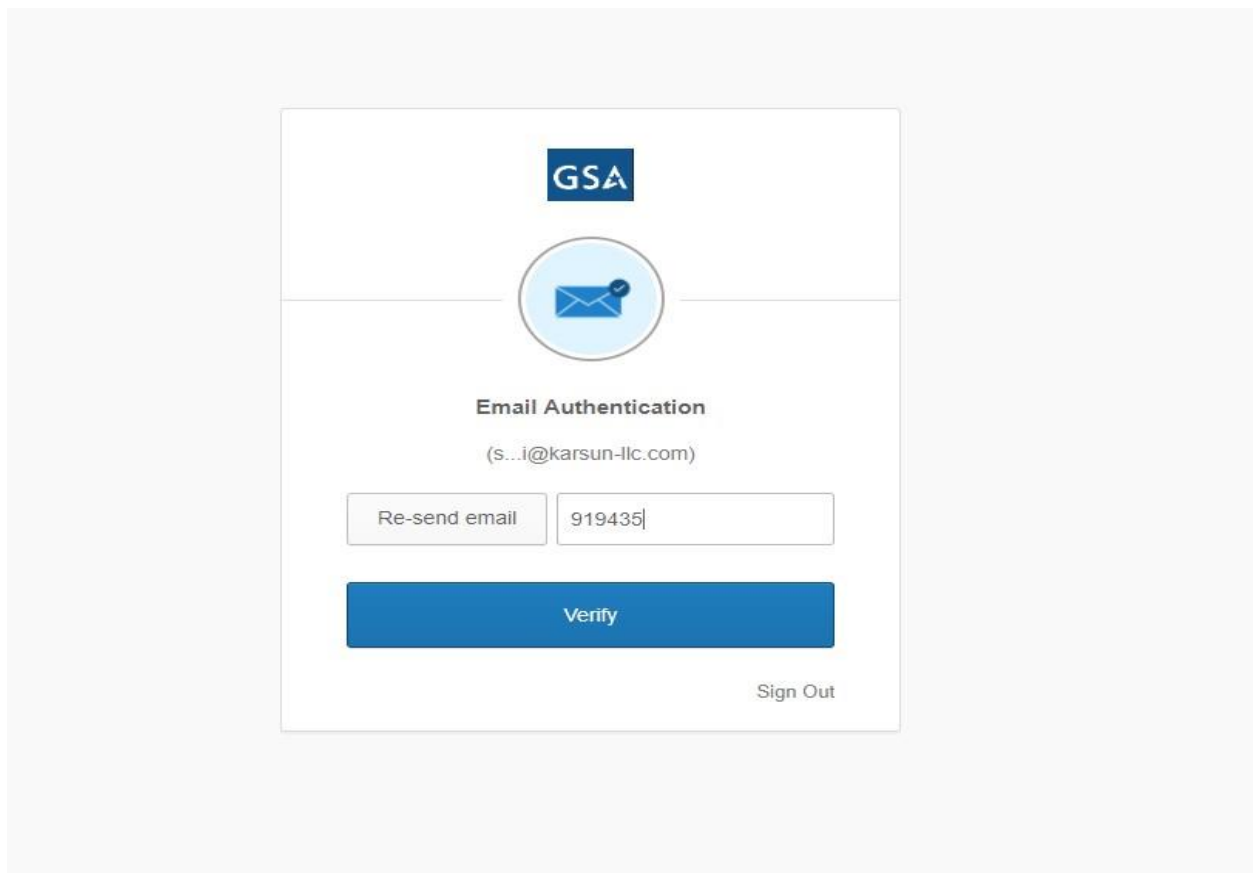 GSA
Email Authentication
(s...i@karsun-llc.com)
Re-send email 919435
Verify
Sign Out